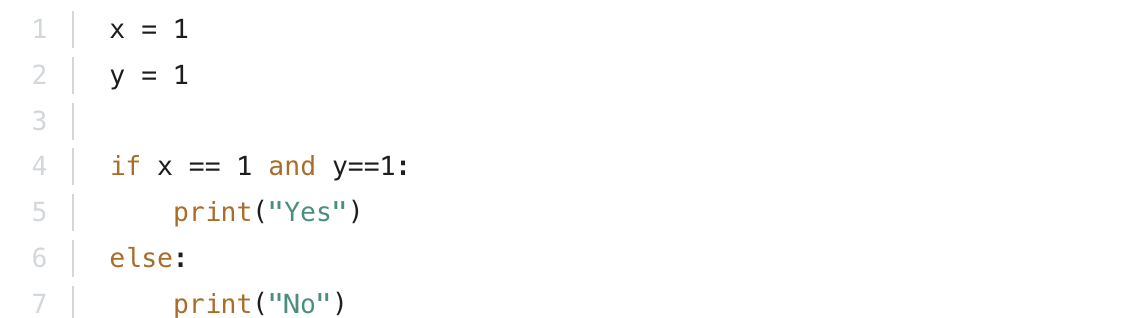 1 x = 1
2 y = 1
3
4 if x == 1 and y==1:
5     print("Yes")
6 else:
7     print("No")